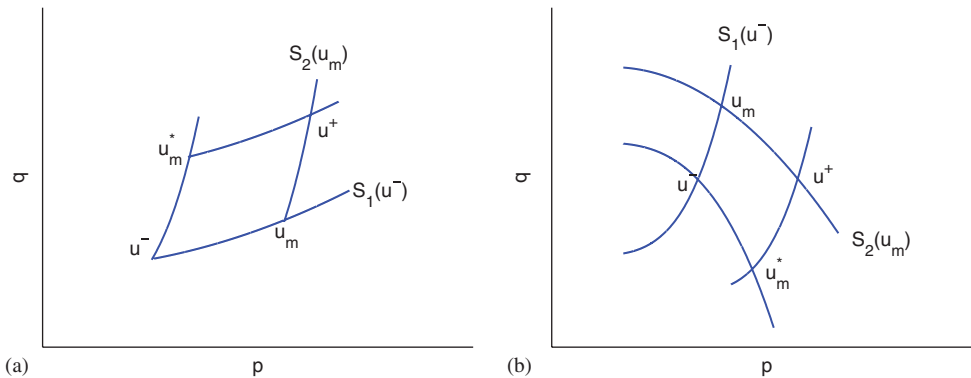 S₂(uₘ)
uₘ*
u⁺
q
S₁(u⁻)
u⁻
uₘ
(a)
p
S₁(u⁻)
uₘ
q
u⁻
u⁺
S₂(uₘ)
uₘ*
(b)
p